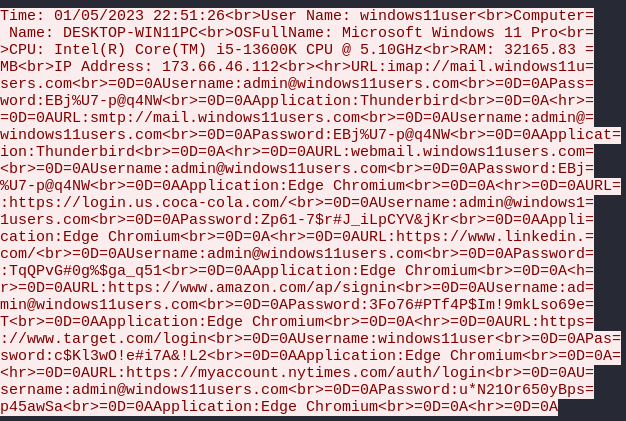 Time: 01/05/2023 22:51:26<br>User Name: windows11user<br>Computer=
 Name: DESKTOP-WIN11PC<br>OSFullName: Microsoft Windows 11 Pro<br=
>CPU: Intel(R) Core(TM) i5-13600K CPU @ 5.10GHz<br>RAM: 32165.83 =
MB<br>IP Address: 173.66.46.112<br><hr>URL:imap://mail.windows11u=
sers.com<br>=0D=0AUsername:admin@windows11users.com<br>=0D=0APass=
word:EBj%U7-p@q4NW<br>=0D=0AApplication:Thunderbird<br>=0D=0A<hr>=
=0D=0AURL:smtp://mail.windows11users.com<br>=0D=0AUsername:admin@=
windows11users.com<br>=0D=0APassword:EBj%U7-p@q4NW<br>=0D=0AApplicat=
ion:Thunderbird<br>=0D=0A<hr>=0D=0AURL:webmail.windows11users.com=
<br>=0D=0AUsername:admin@windows11users.com<br>=0D=0APassword:EBj=
%U7-p@q4NW<br>=0D=0AApplication:Edge Chromium<br>=0D=0A<hr>=0D=0AURL=
:https://login.us.coca-cola.com/<br>=0D=0AUsername:admin@windows1=
1users.com<br>=0D=0APassword:Zp61-7$r#J_iLpCYV&jKr<br>=0D=0AAppli=
cation:Edge Chromium<br>=0D=0A<hr>=0D=0AURL:https://www.linkedin.=
com/<br>=0D=0AUsername:admin@windows11users.com<br>=0D=0APassword=
:TqQPvG#0g%$ga_q51<br>=0D=0AApplication:Edge Chromium<br>=0D=0A<h=
r>=0D=0AURL:https://www.amazon.com/ap/signin<br>=0D=0AUsername:ad=
min@windows11users.com<br>=0D=0APassword:3Fo76#PTf4P$Im!9mkLso69e=
T<br>=0D=0AApplication:Edge Chromium<br>=0D=0A<hr>=0D=0AURL:https=
://www.target.com/login<br>=0D=0AUsername:windows11user<br>=0D=0APas=
sword:c$Kl3wO!e#i7A&!L2<br>=0D=0AApplication:Edge Chromium<br>=0D=0A=
<hr>=0D=0AURL:https://myaccount.nytimes.com/auth/login<br>=0D=0AU=
sername:admin@windows11users.com<br>=0D=0APassword:u*N21Or650yBps=
p45awSa<br>=0D=0AApplication:Edge Chromium<br>=0D=0A<hr>=0D=0A